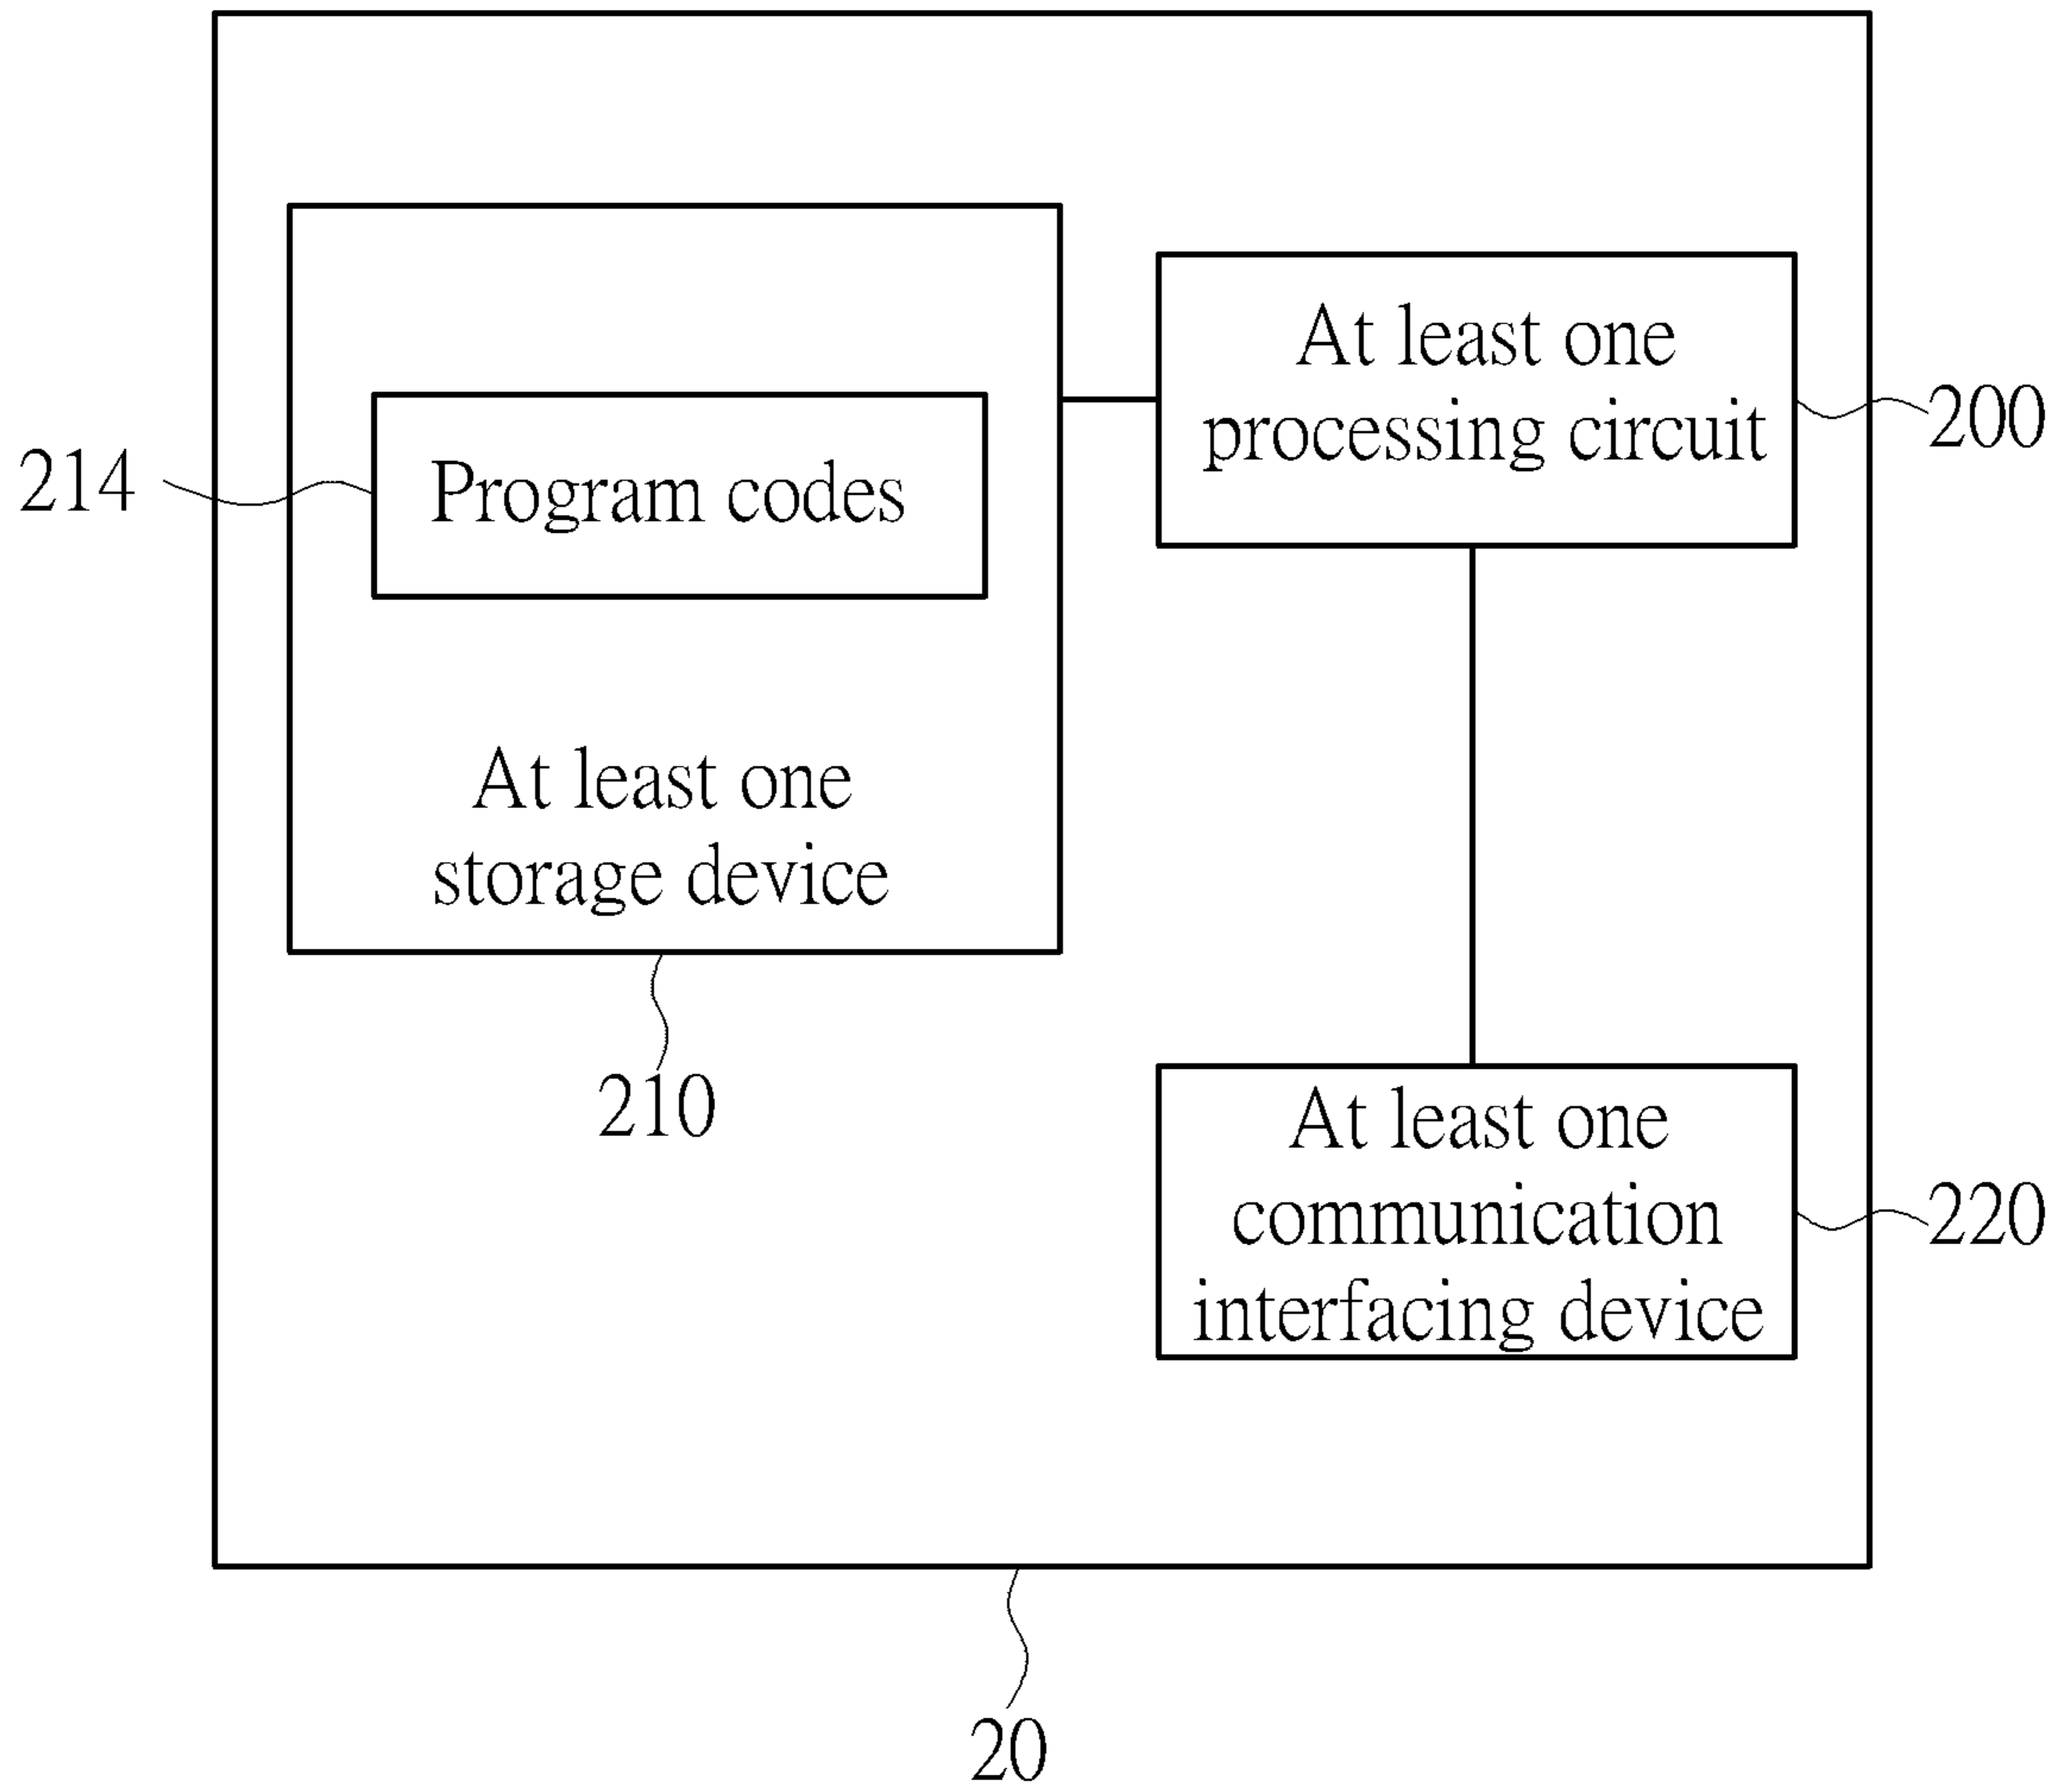 At least one
processing circuit
200
214
Program codes
At least one
storage device
210
At least one
communication
interfacing device
220
20